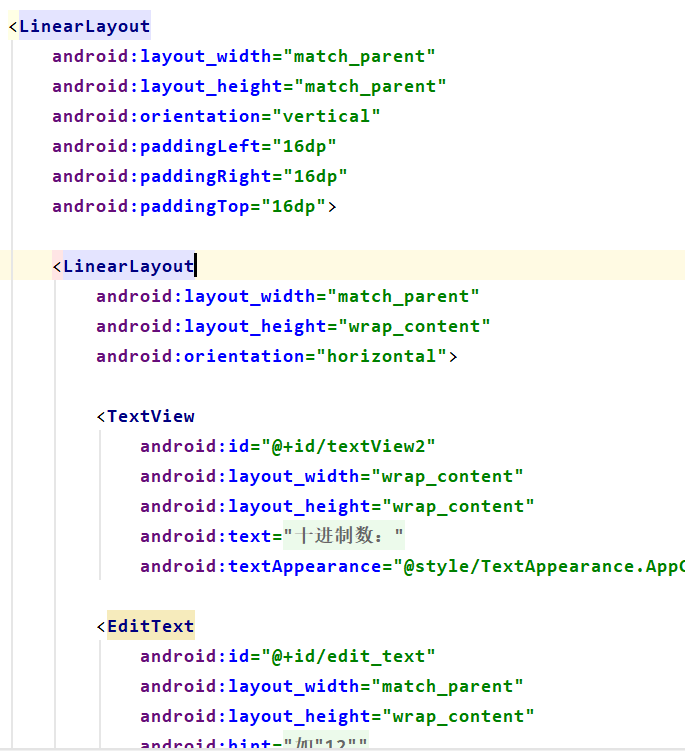 <LinearLayout
android:layout_width="match_parent"
android:layout_height="match_parent"
android:orientation="vertical"
android:paddingLeft="16dp"
android:paddingRight="16dp"
android:paddingTop="16dp">
<LinearLayout
android:layout_width="match_parent"
android:layout_height="wrap_content"
android:orientation="horizontal">
<TextView
android:id="@+id/textView2"
android:layout_width="wrap_content"
android:layout_height="wrap_content"
android:text="十进制数："
android:textAppearance="@style/TextAppearance.AppC
<EditText
android:id="@+id/edit_text"
android:layout_width="match_parent"
android:layout_height="wrap_content"
android:hint="如"12""